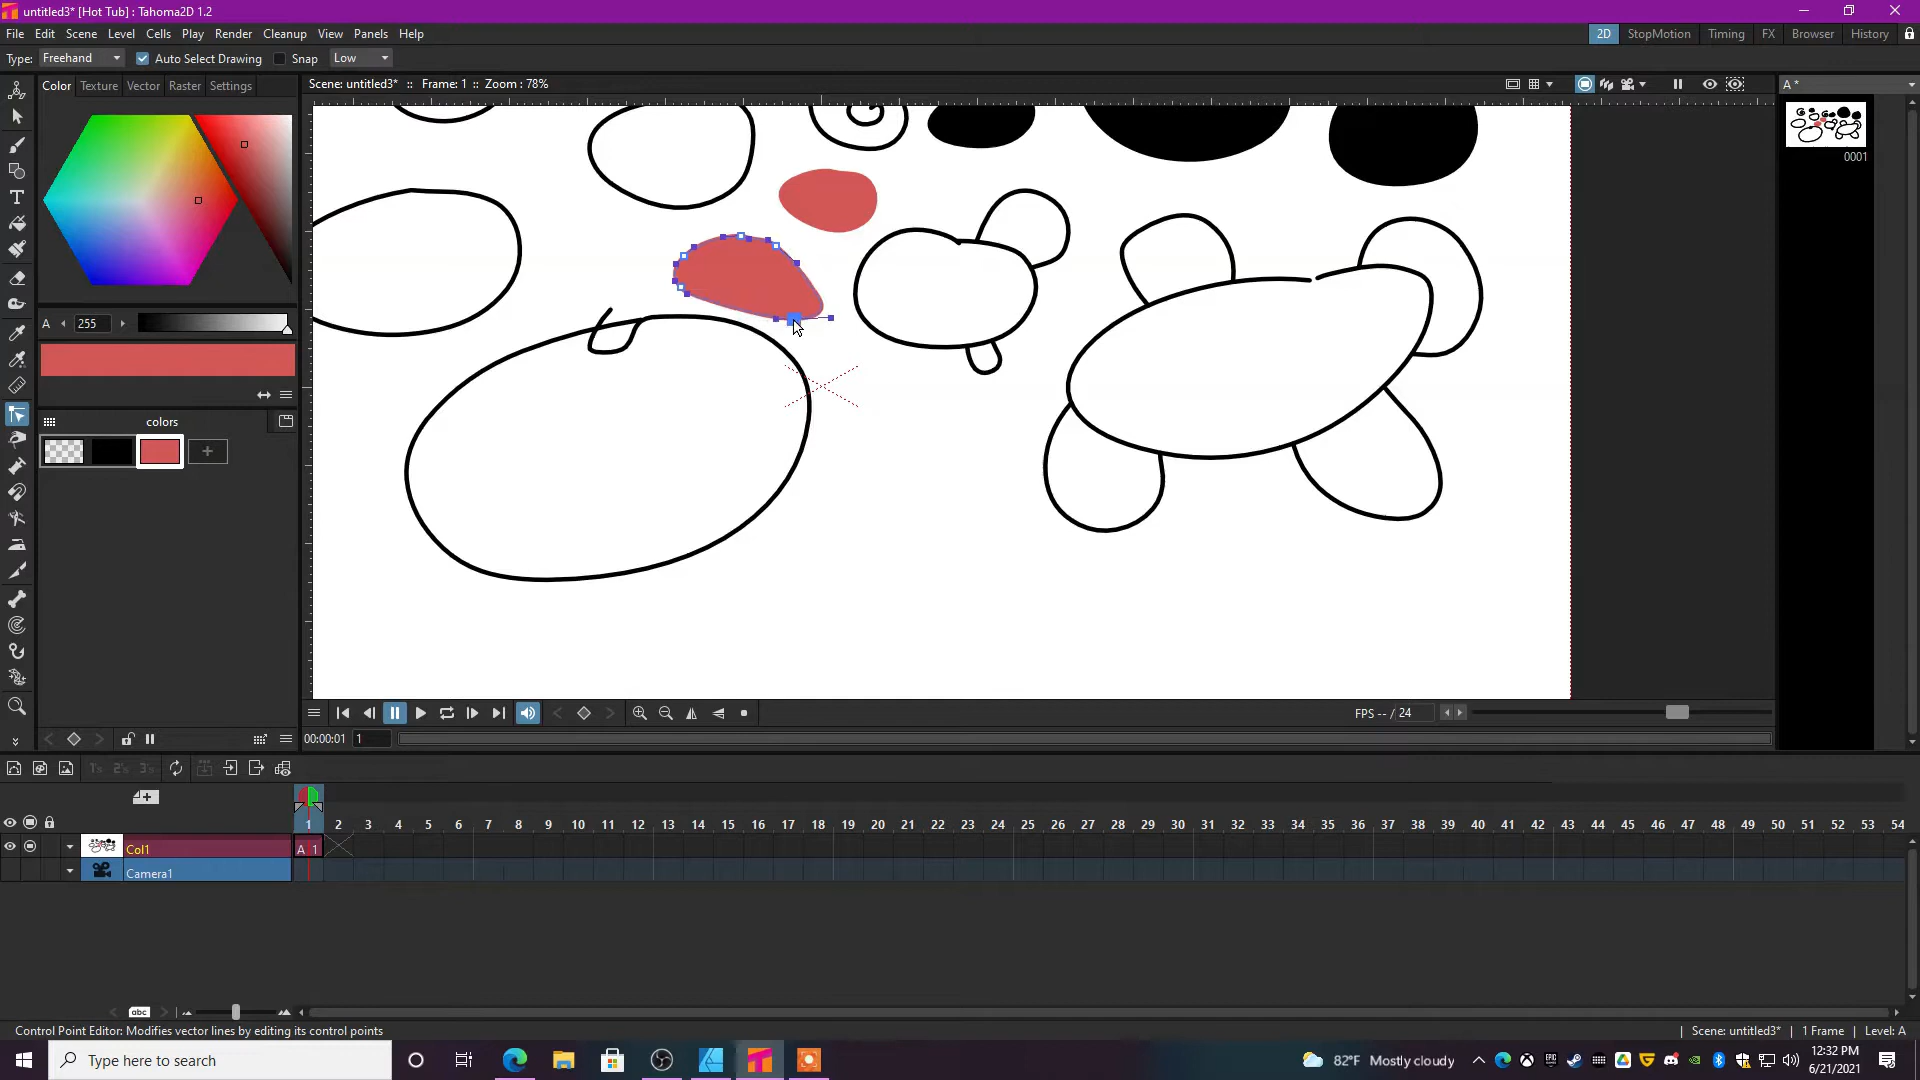 untitled3* [Hot Tub] : Tahoma2D 1.2
File Edit Scene Level Cells Play Render Cleanup View Panels Help
2D StopMotion Timing FX Browser History
Type: Freehand Auto Select Drawing Snap Low
Color Texture Vector Raster Settings
Scene: untitled3* :: Frame: 1 :: Zoom : 78%
A *
0001
A 255
colors
FPS -- / 24
00:00:01 1
1's 2's 3's
1 2 3 4 5 6 7 8 9 10 11 12 13 14 15 16 17 18 19 20 21 22 23 24 25 26 27 28 29 30 31 32 33 34 35 36 37 38 39 40 41 42 43 44 45 46 47 48 49 50 51 52 53 54
Col1 A 1
Camera1
abc
Control Point Editor: Modifies vector lines by editing its control points
Scene: untitled3* | 1 Frame | Level: A
Type here to search
82°F Mostly cloudy
12:32 PM
6/21/2021